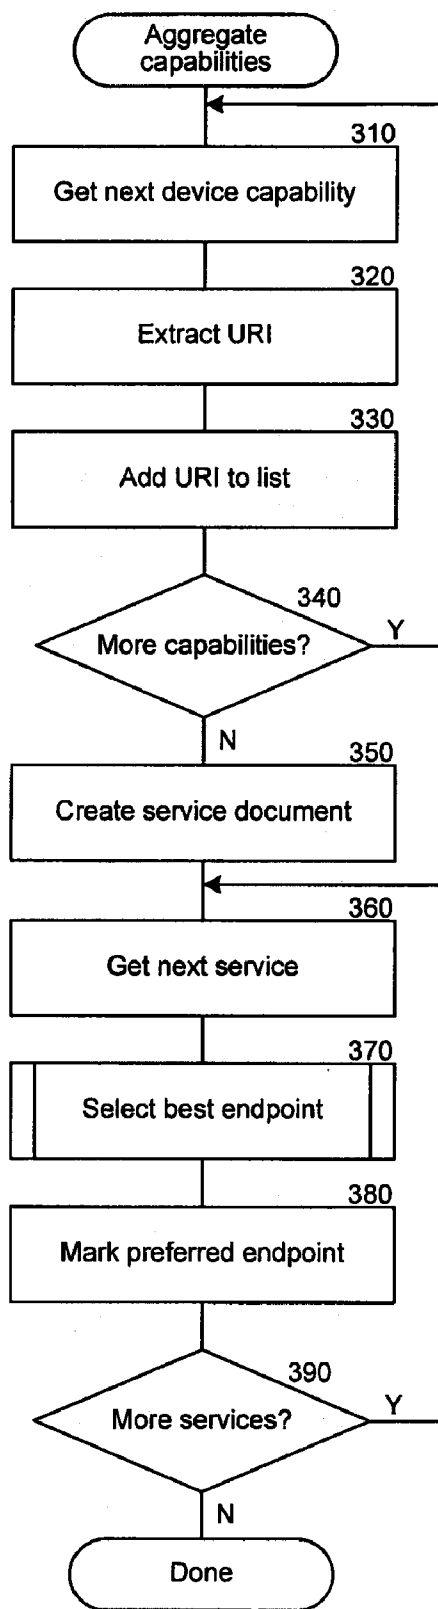 Aggregate
capabilities
310
Get next device capability
320
Extract URI
330
Add URI to list
340
More capabilities?
Y
N
350
Create service document
360
Get next service
370
Select best endpoint
380
Mark preferred endpoint
390
More services?
Y
N
Done